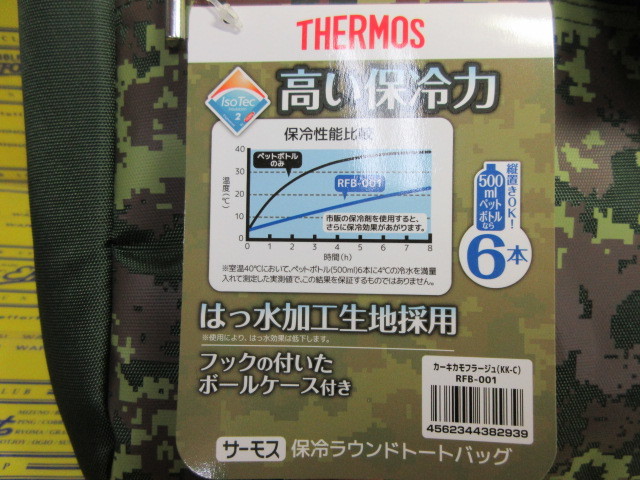 THERMOS
IsoTec
2
高い保冷力
保冷性能比較
温度(℃)
40
30
20
10
0
0 1 2 3 4 5 6 7 8
時間(h)
ペットボトル
のみ
RFB-001
市販の保冷剤を使用すると、
さらに保冷効果があがります。
※室温40℃において、ペットボトル(500ml)6本に4℃の冷水を満量
入れて測定した実測値で、この結果を保証するものではありません。
縦置きOK!
500
ml
ペット
ボトル
なら
6本
はっ水加工生地採用
※使用により、はっ水効果は低下します。
フックの付いた
ボールケース付き
カーキカモフラージュ(KK-C)
RFB-001
4562344382939
サーモス 保冷ラウンドトートバッグ